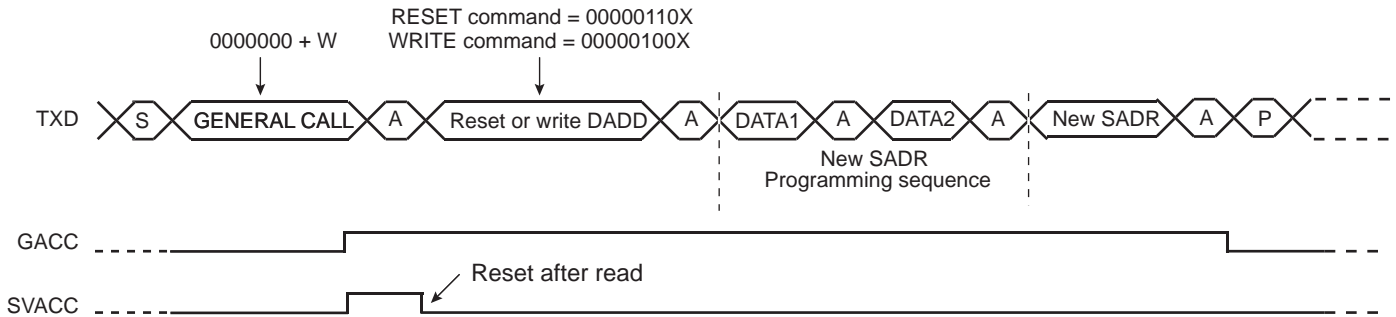 RESET command = 00000110X
0000000 + W
WRITE command = 00000100X
TXD S GENERAL CALL A Reset or write DADD A DATA1 A DATA2 A New SADR A P
New SADR
Programming sequence
GACC
Reset after read
SVACC